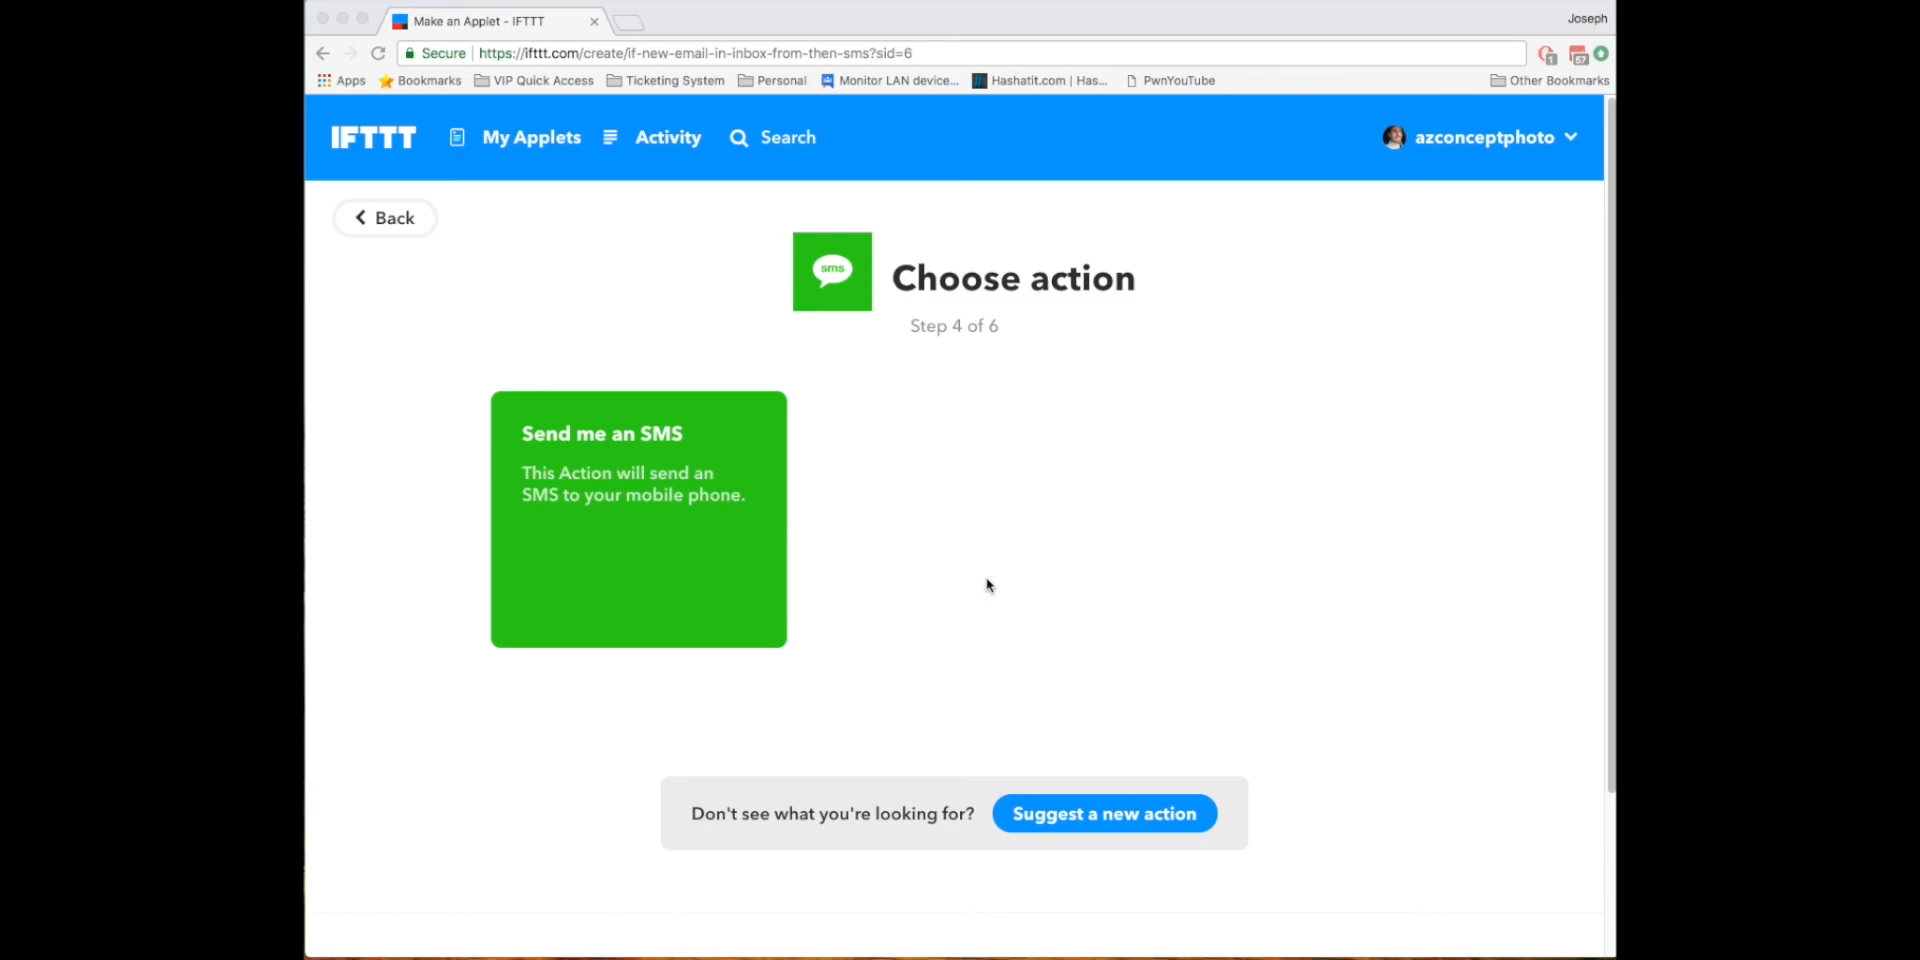 Make an Applet - IFTTT
Joseph
Secure https://ifttt.com/create/if-new-email-in-inbox-from-then-sms?sid=6
1
57
Apps Bookmarks VIP Quick Access Ticketing System Personal Monitor LAN device... Hashatit.com | Has... PwnYouTube Other Bookmarks
IFTTT My Applets Activity Search azconceptphoto
Back
sms
Choose action
Step 4 of 6
Send me an SMS
This Action will send an
SMS to your mobile phone.
Don't see what you're looking for? Suggest a new action